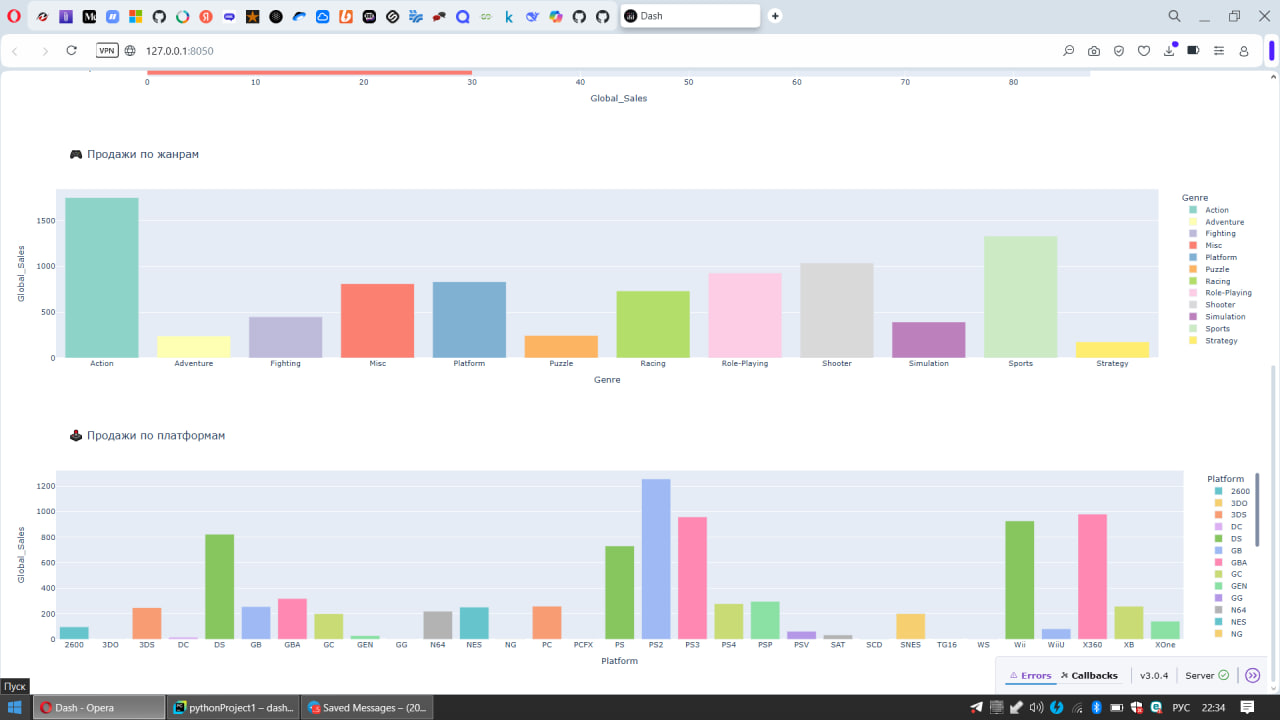 Dash
VPN
127.0.0.1:8050
0 10 20 30 40 50 60 70 80
Global_Sales
Продажи по жанрам
Global_Sales
1500
1000
500
0
Action Adventure Fighting Misc Platform Puzzle Racing Role-Playing Shooter Simulation Sports Strategy
Genre
Genre
Action
Adventure
Fighting
Misc
Platform
Puzzle
Racing
Role-Playing
Shooter
Simulation
Sports
Strategy
Продажи по платформам
Global_Sales
1200
1000
800
600
400
200
0
2600 3DO 3DS DC DS GB GBA GC GEN GG N64 NES NG PC PCFX PS PS2 PS3 PS4 PSP PSV SAT SCD SNES TG16 WS Wii WiiU X360 XB XOne
Platform
Platform
2600
3DO
3DS
DC
DS
GB
GBA
GC
GEN
GG
N64
NES
NG
Errors Callbacks v3.0.4 Server
Пуск
Dash - Opera
pythonProject1 – dash...
Saved Messages – (20...
РУС
22:34